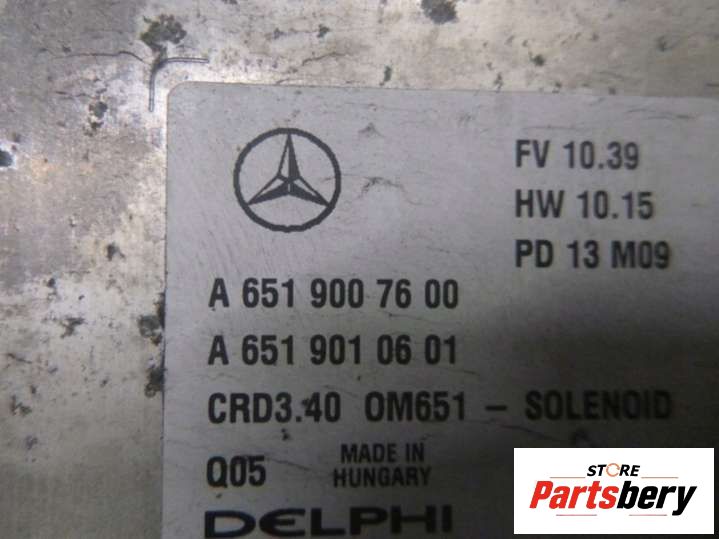 FV 10.39
HW 10.15
PD 13 M09
A 651 900 76 00
A 651 901 06 01
CRD3.40 OM651 – SOLENOID
Q05 MADE IN HUNGARY
DELPHI
STORE
Partsbery